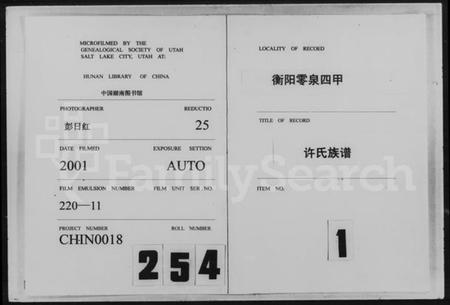 MICROFILMED BY THE
GENEALOGICAL SOCIETY OF UTAH
SALT LAKE CITY, UTAH AT:
HUNAN LIBRARY OF CHINA
中国湖南图书馆
PHOTOGRAPHER REDUCTIO
彭日红 25
DATE FILMED EXPOSURE SETTION
2001 AUTO
FILM EMULSION NUMBER FILM UNIT SER. NO.
220—11
PROJECT NUMBER ROLL NUMBER
CHIN0018
254
LOCALITY OF RECORD
衡阳零泉四甲
TITLE OF RECORD
许氏族谱
ITEM NO:
1
FamilySearch